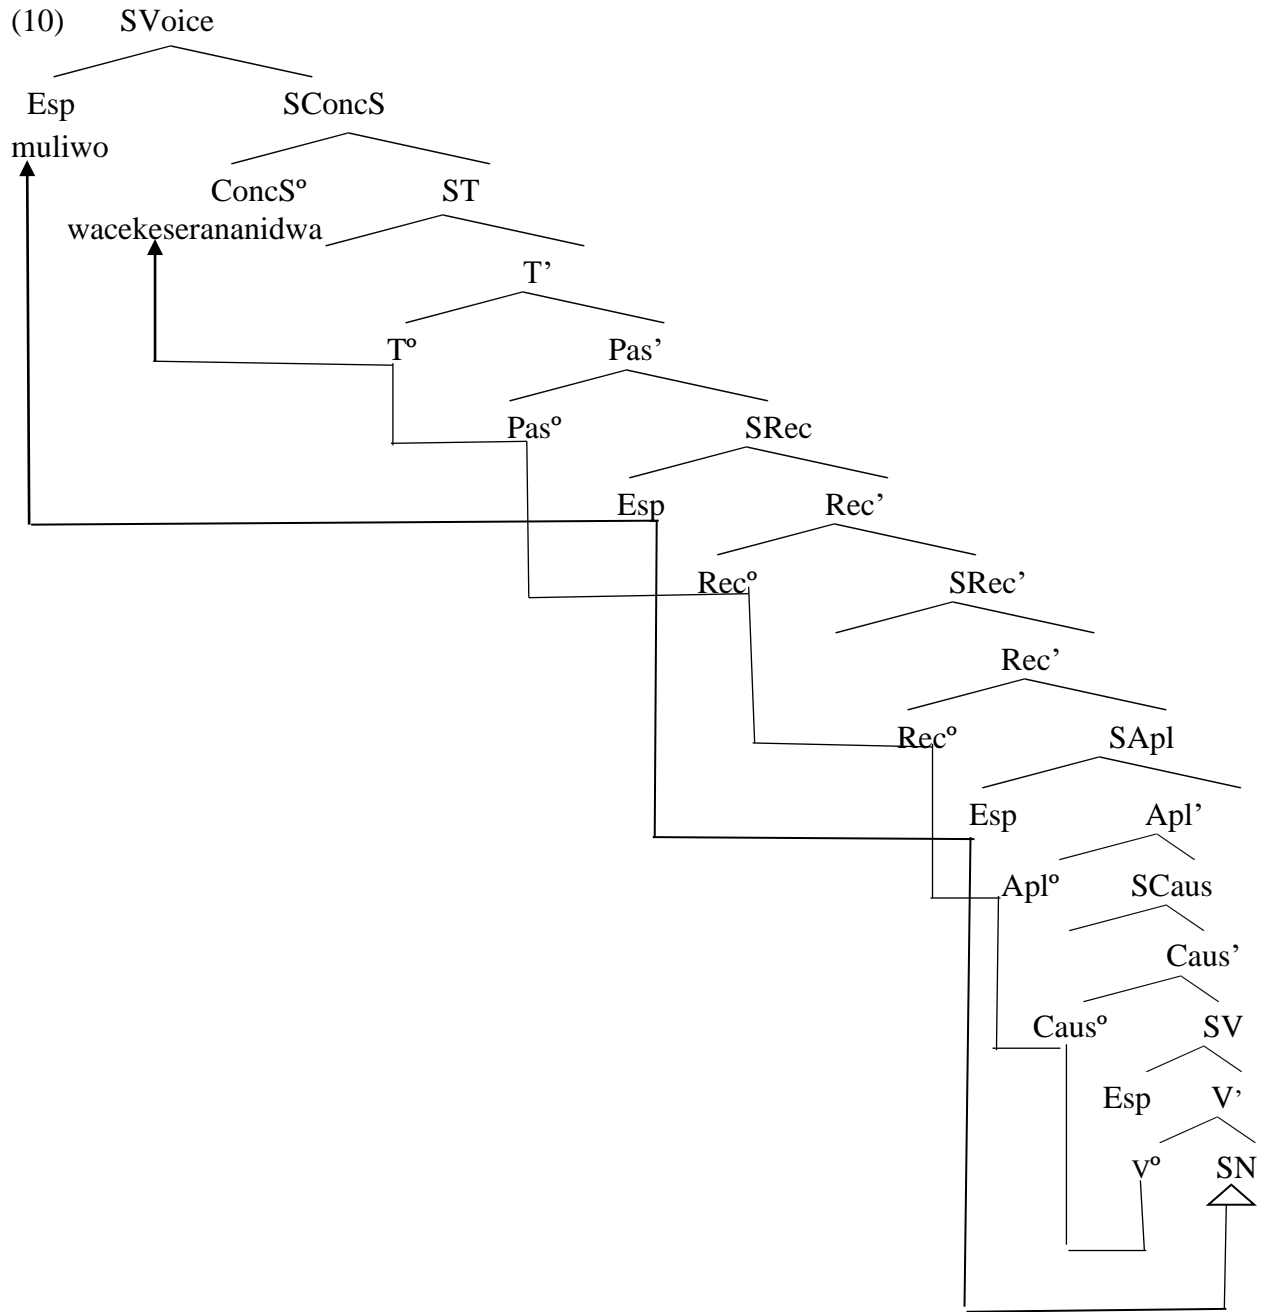 (10) SVoice
Esp SConcS
muliwo
ConcSº ST
wacekeserananidwa
T’
Tº Pas’
Pasº SRec
Esp Rec’
Recº SRec’
Rec’
Recº SApl
Esp Apl’
Aplº SCaus
Caus’
Causº SV
Esp V’
Vº SN